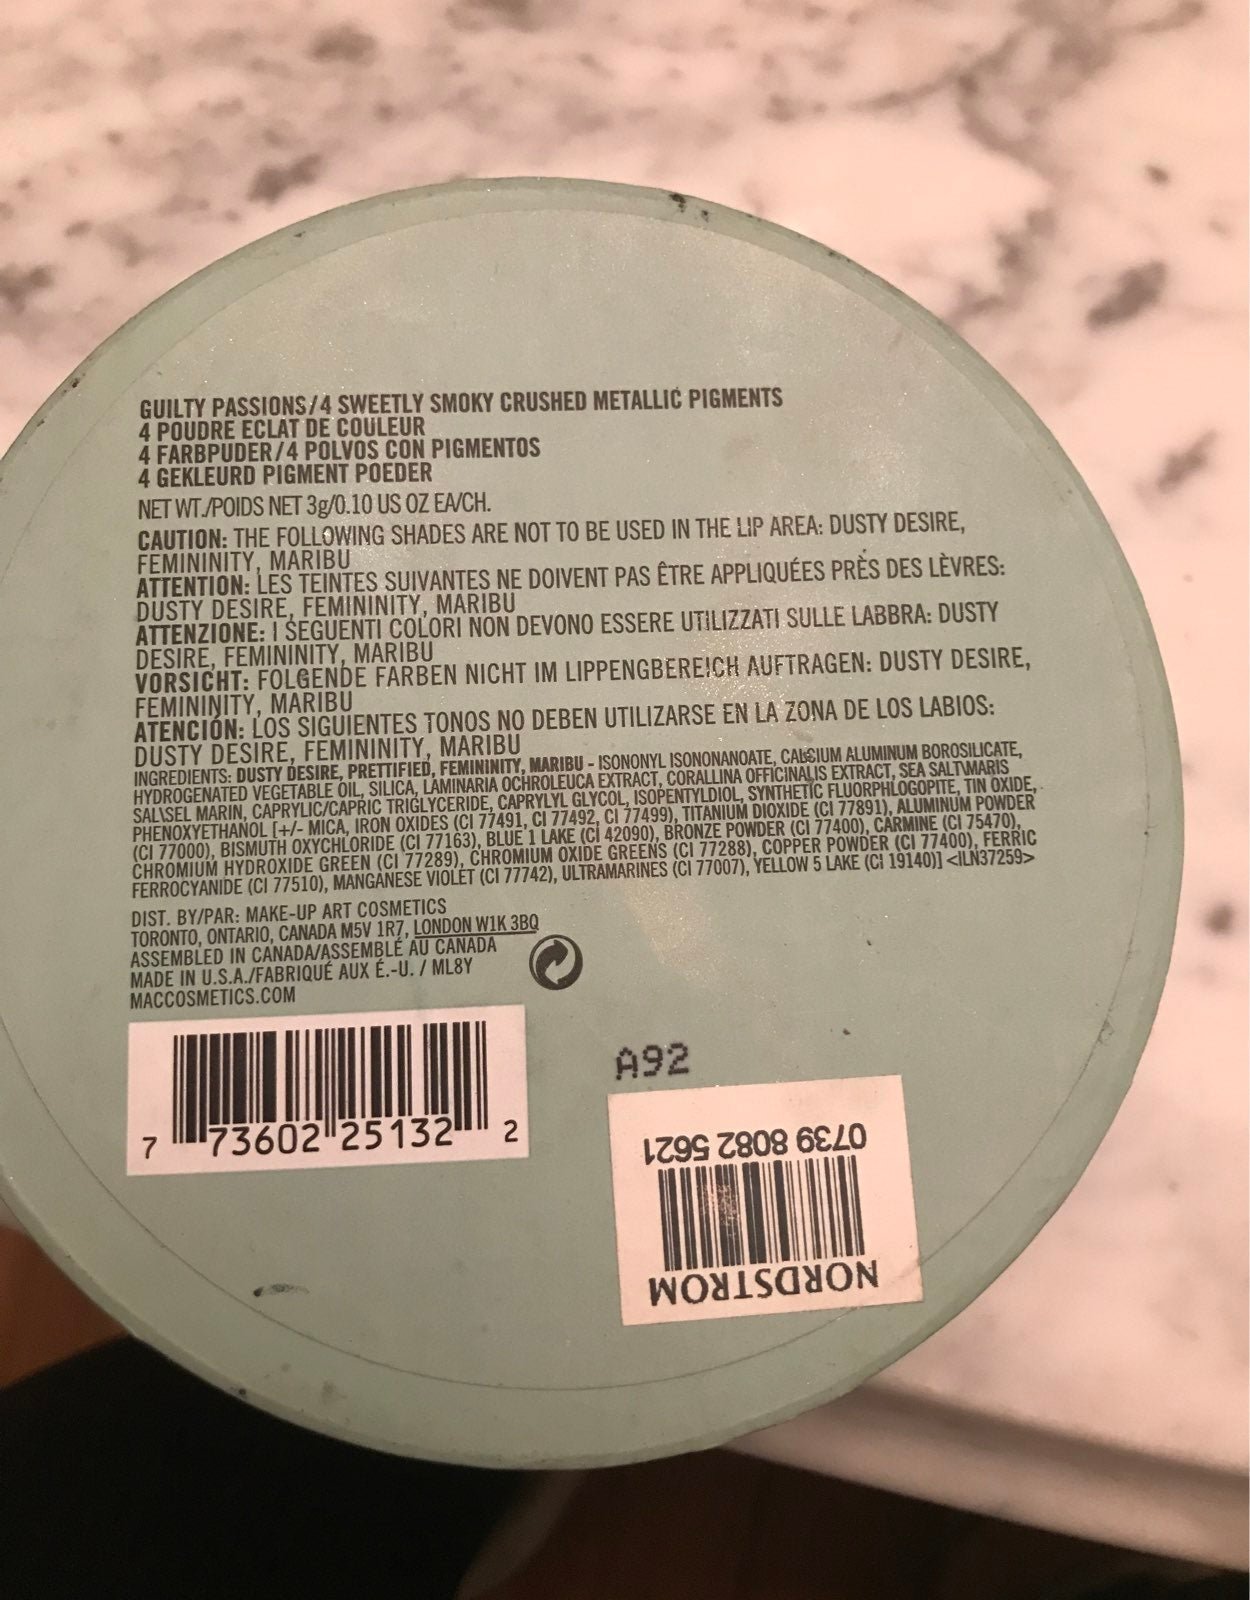 GUILTY PASSIONS/4 SWEETLY SMOKY CRUSHED METALLIC PIGMENTS
4 POUDRE ECLAT DE COULEUR
4 FARBPUDER/4 POLVOS CON PIGMENTOS
4 GEKLEURD PIGMENT POEDER
NET WT./POIDS NET 3g/0.10 US OZ EA/CH.
CAUTION: THE FOLLOWING SHADES ARE NOT TO BE USED IN THE LIP AREA: DUSTY DESIRE,
FEMININITY, MARIBU
ATTENTION: LES TEINTES SUIVANTES NE DOIVENT PAS ÊTRE APPLIQUÉES PRÈS DES LÈVRES:
DUSTY DESIRE, FEMININITY, MARIBU
ATTENZIONE: I SEGUENTI COLORI NON DEVONO ESSERE UTILIZZATI SULLE LABBRA: DUSTY
DESIRE, FEMININITY, MARIBU
VORSICHT: FOLGENDE FARBEN NICHT IM LIPPENGBEREICH AUFTRAGEN: DUSTY DESIRE,
FEMININITY, MARIBU
ATENCIÓN: LOS SIGUIENTES TONOS NO DEBEN UTILIZARSE EN LA ZONA DE LOS LABIOS:
DUSTY DESIRE, FEMININITY, MARIBU
INGREDIENTS: DUSTY DESIRE, PRETTIFIED, FEMININITY, MARIBU - ISONONYL ISONONANOATE, CALSIUM ALUMINUM BOROSILICATE,
HYDROGENATED VEGETABLE OIL, SILICA, LAMINARIA OCHROLEUCA EXTRACT, CORALLINA OFFICINALIS EXTRACT, SEA SALT\MARIS
SAL\SEL MARIN, CAPRYLIC/CAPRIC TRIGLYCERIDE, CAPRYLYL GLYCOL, ISOPENTYLDIOL, SYNTHETIC FLUORPHLOGOPITE, TIN OXIDE,
PHENOXYETHANOL [+/- MICA, IRON OXIDES (CI 77491, CI 77492, CI 77499), TITANIUM DIOXIDE (CI 77891), ALUMINUM POWDER
(CI 77000), BISMUTH OXYCHLORIDE (CI 77163), BLUE 1 LAKE (CI 42090), BRONZE POWDER (CI 77400), CARMINE (CI 75470),
CHROMIUM HYDROXIDE GREEN (CI 77289), CHROMIUM OXIDE GREENS (CI 77288), COPPER POWDER (CI 77400), FERRIC
FERROCYANIDE (CI 77510), MANGANESE VIOLET (CI 77742), ULTRAMARINES (CI 77007), YELLOW 5 LAKE (CI 19140)] <ILN37259>
DIST. BY/PAR: MAKE-UP ART COSMETICS
TORONTO, ONTARIO, CANADA M5V 1R7, LONDON W1K 3BQ
ASSEMBLED IN CANADA/ASSEMBLÉ AU CANADA
MADE IN U.S.A./FABRIQUÉ AUX É.-U. / ML8Y
MACCOSMETICS.COM
7 73602 25132 2
A92
NORDSTROM
0739 8082 5621